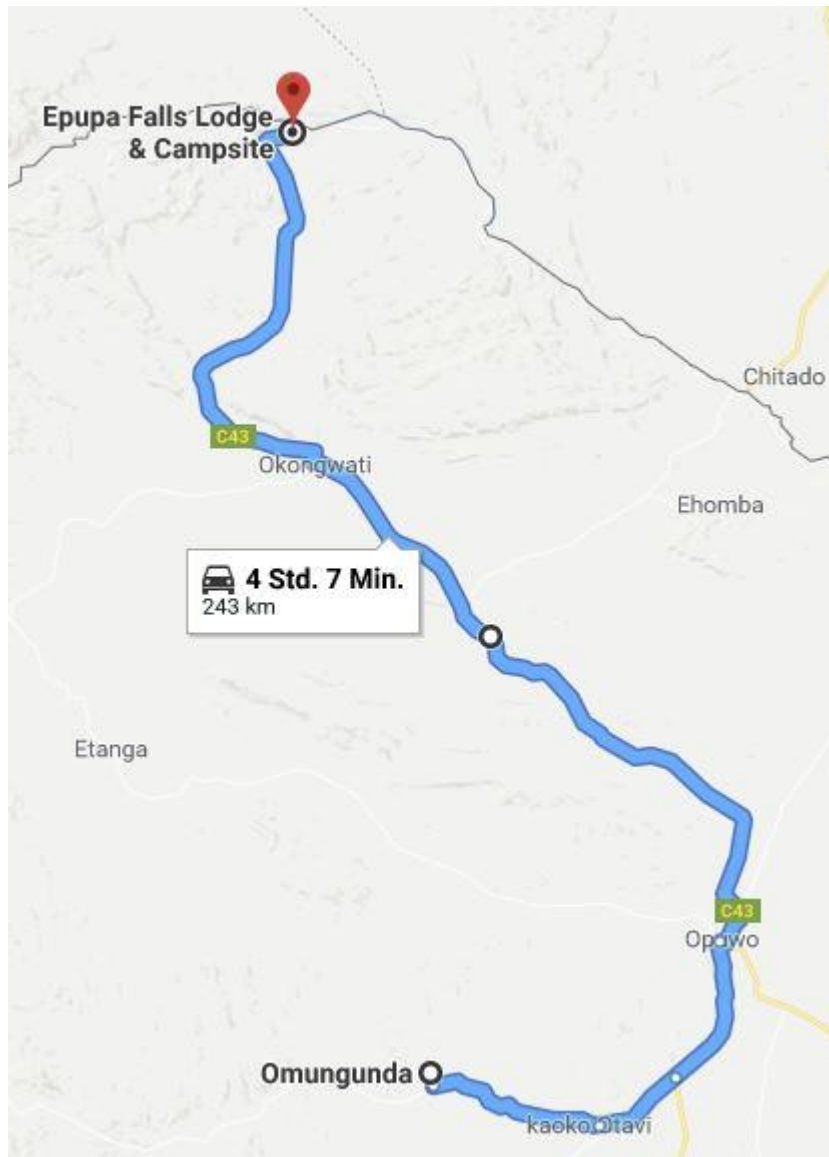 Epupa Falls Lodge
& Campsite
Chitado
C43
Okongwati
Ehomba
4 Std. 7 Min.
243 km
Etanga
C43
Opuwo
Omungunda
kaoko Otavi